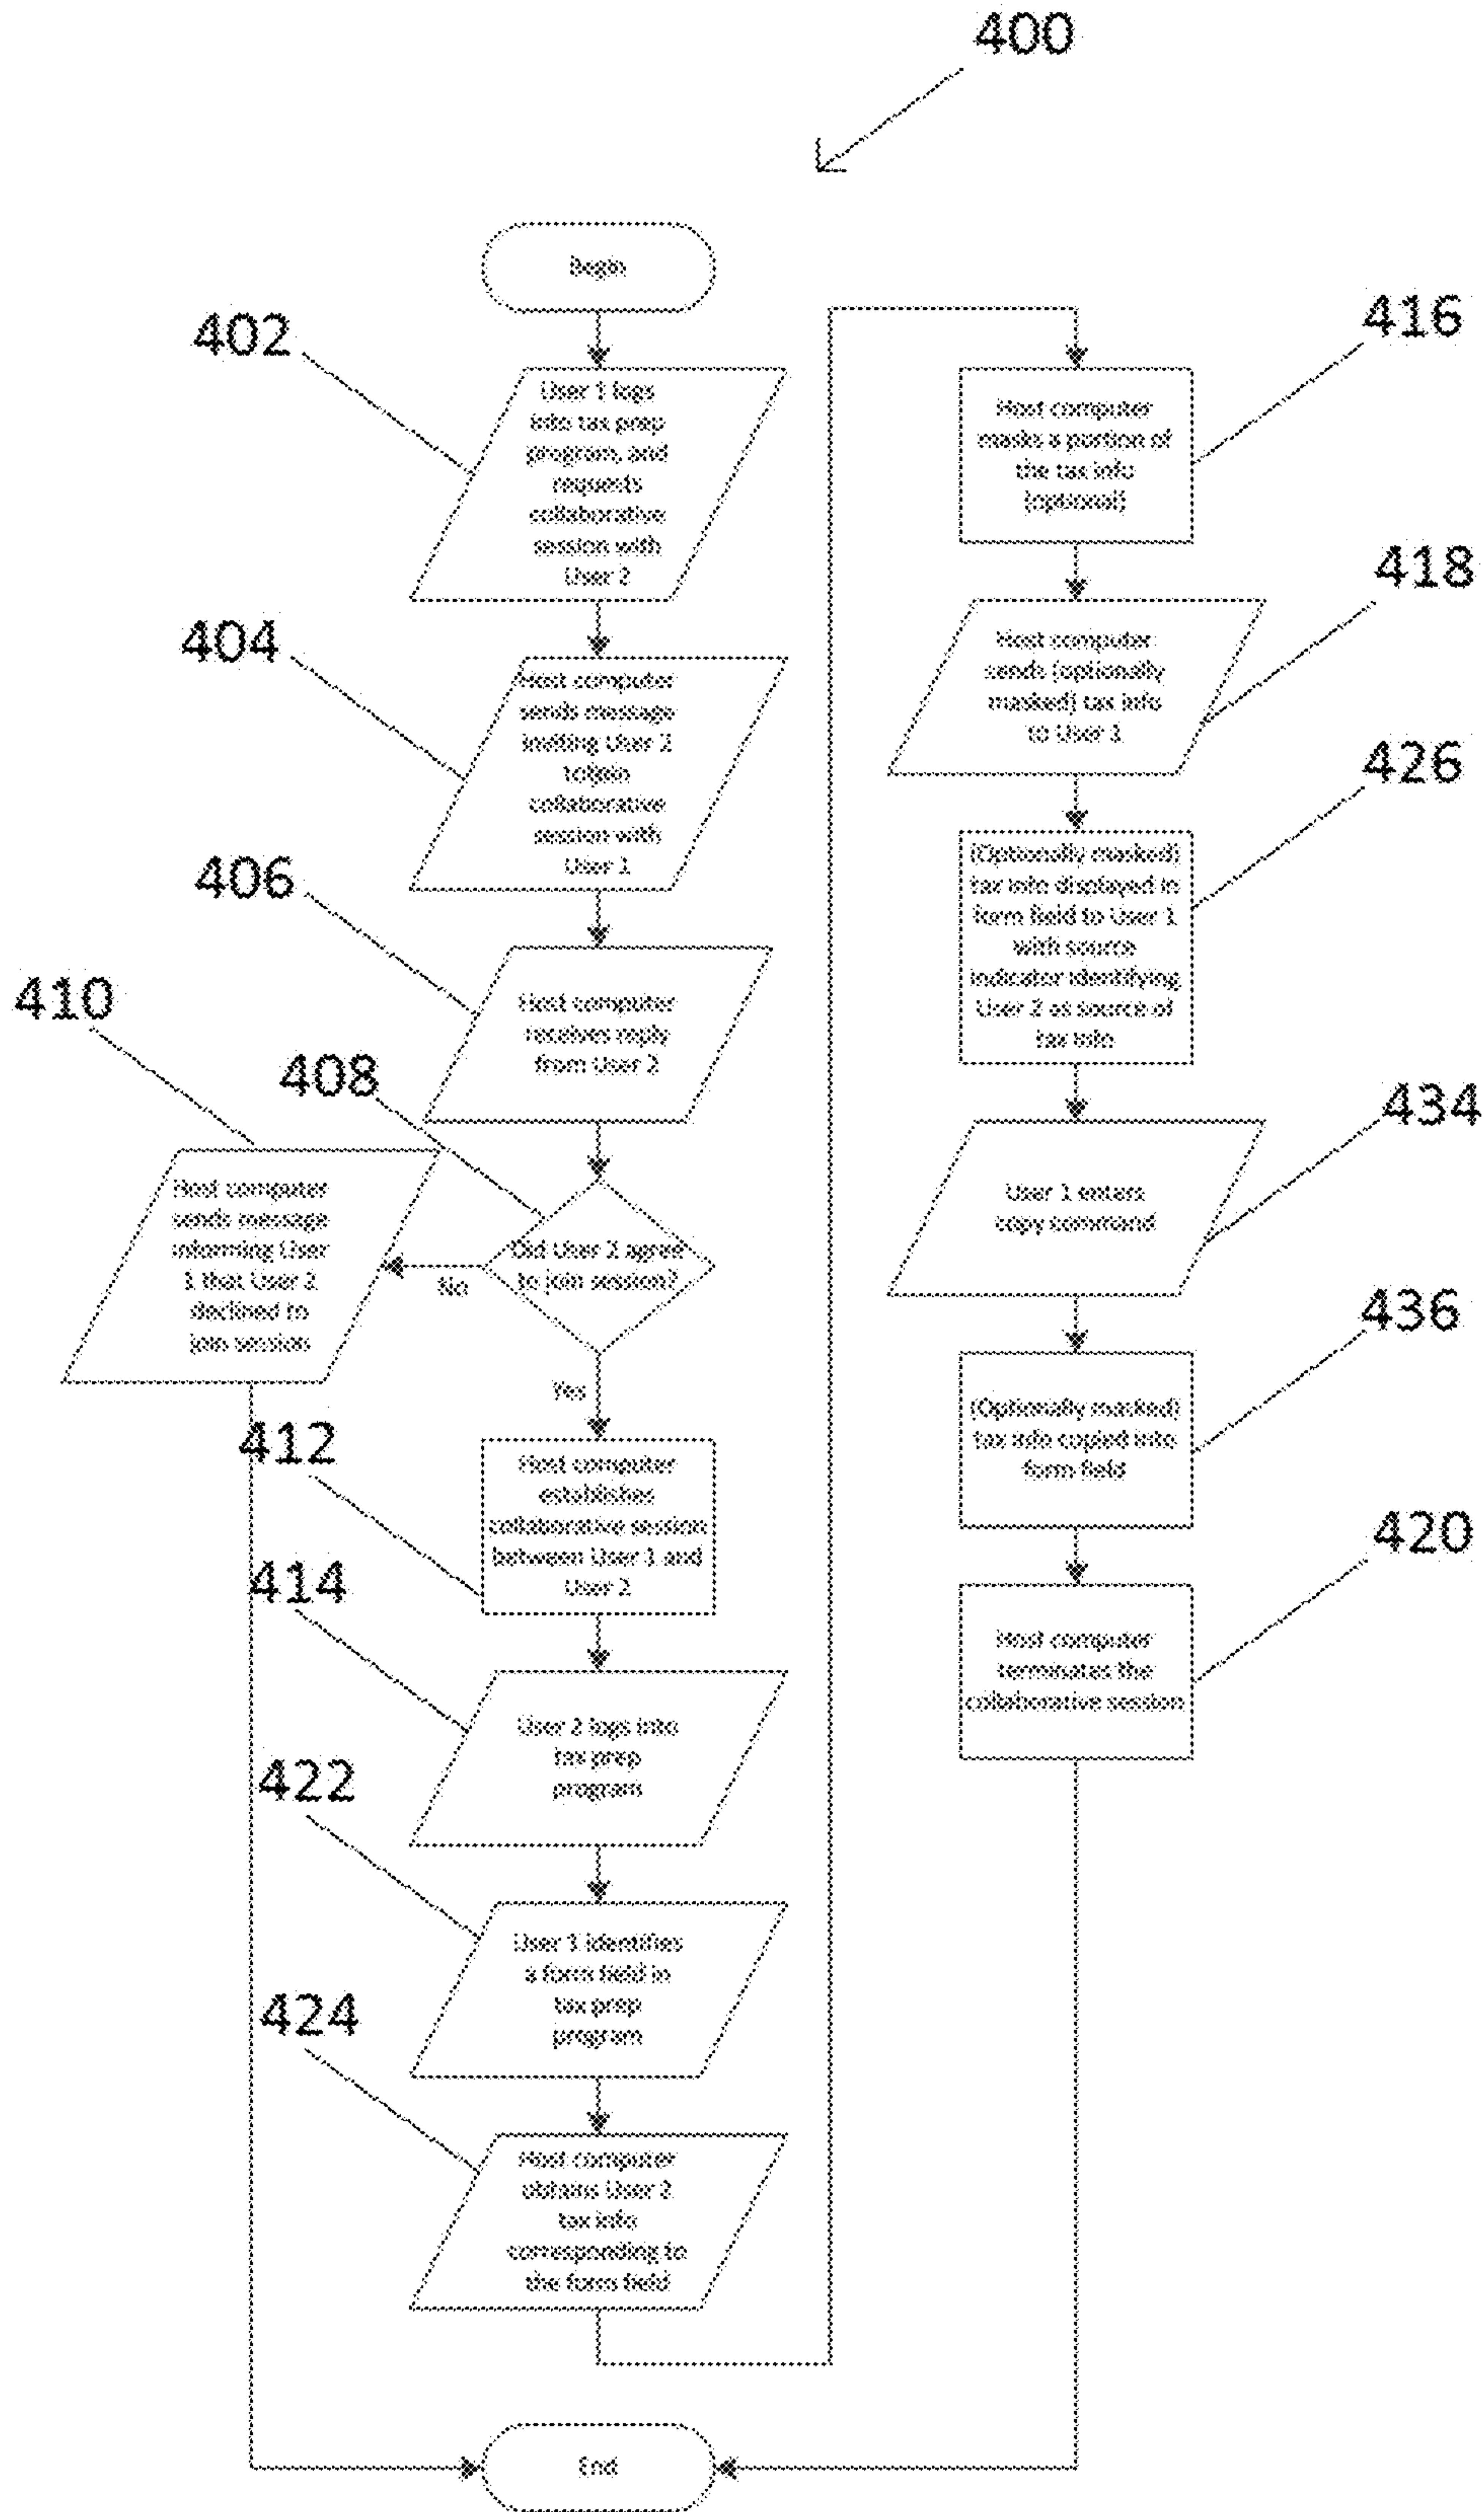 400
Begin
402
User 1 logs
into tax prep
program, and
requests
collaborative
session with
User 2
404
Host computer
sends message
inviting User 2
to join
collaborative
session with
User 1
406
Host computer
receives reply
from User 2
408
Did User 2 agree
to join session?
No
410
Host computer
sends message
informing User
1 that User 2
declined to
join session
Yes
412
Host computer
establishes
collaborative session
between User 1 and
User 2
414
User 2 logs into
tax prep
program
422
User 1 identifies
a form field in
tax prep
program
424
Host computer
obtains User 2
tax info
corresponding to
the form field
416
Host computer
masks a portion of
the tax info
(optional)
418
Host computer
sends (optionally
masked) tax info
to User 1
426
(Optionally masked)
tax info displayed in
form field to User 1
with source
indicator identifying
User 2 as source of
tax info
434
User 1 enters
copy command
436
(Optionally masked)
tax info copied into
form field
420
Host computer
terminates the
collaborative session
End